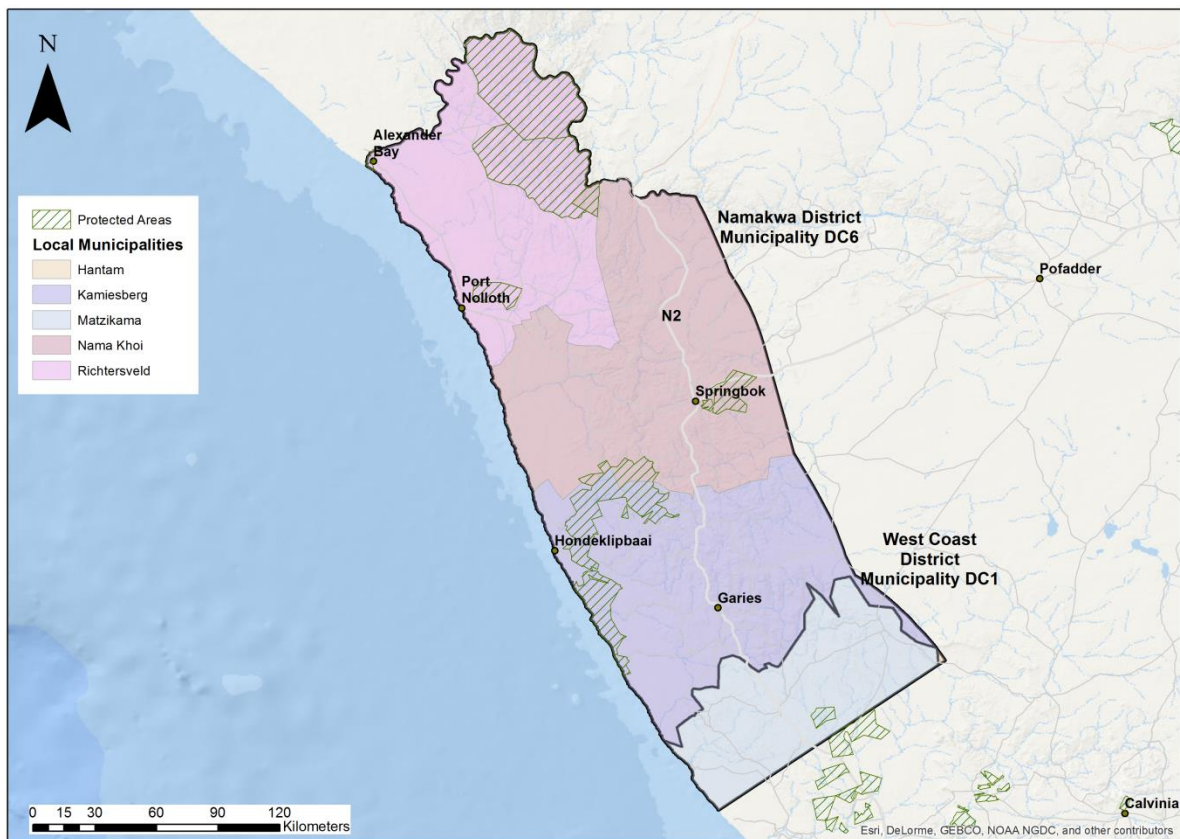 N
Alexander
Bay
Protected Areas
Local Municipalities
Hantam
Kamiesberg
Matzikama
Nama Khoi
Richtersveld
Namakwa District
Municipality DC6
Pofadder
Port
Nolloth
N2
Springbok
Hondeklipbaai
West Coast
District
Municipality DC1
Garies
Calvinia
0 15 30 60 90 120
Kilometers
Esri, DeLorme, GEBCO, NOAA NGDC, and other contributors